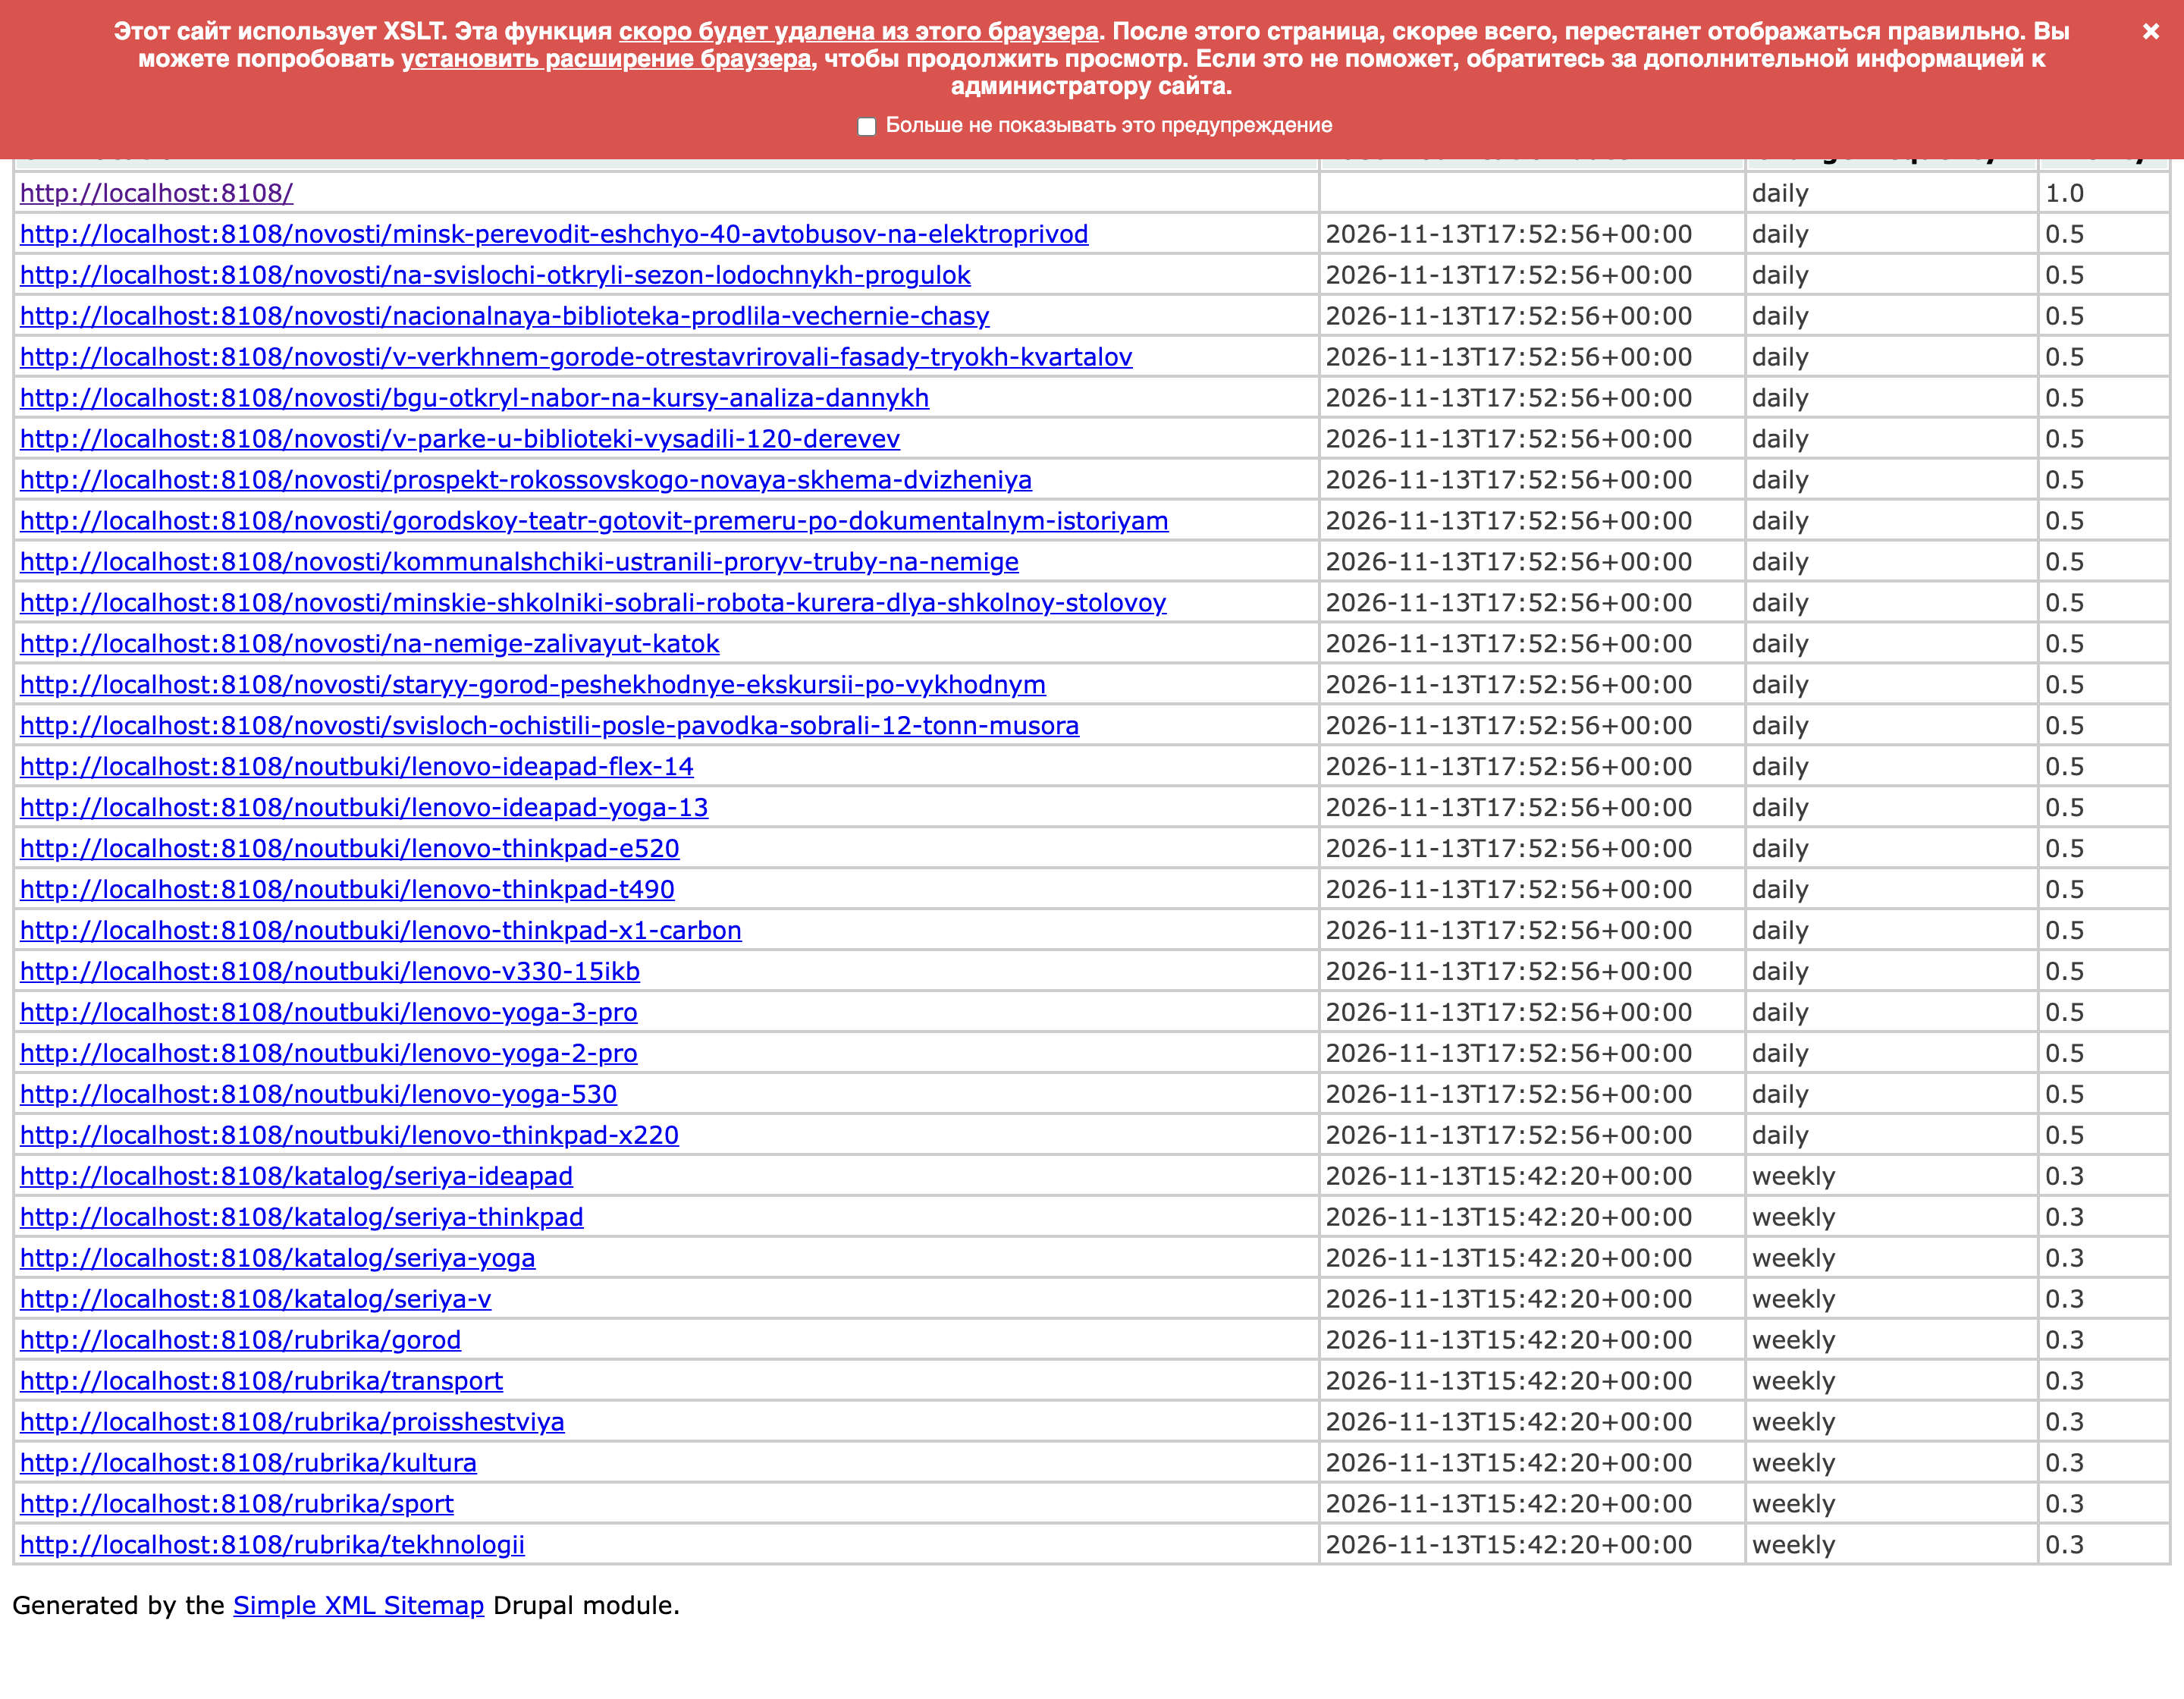 Этот сайт использует XSLT. Эта функция скоро будет удалена из этого браузера. После этого страница, скорее всего, перестанет отображаться правильно. Вы
можете попробовать установить расширение браузера, чтобы продолжить просмотр. Если это не поможет, обратитесь за дополнительной информацией к
администратору сайта.
Больше не показывать это предупреждение
http://localhost:8108/ daily 1.0
http://localhost:8108/novosti/minsk-perevodit-eshchyo-40-avtobusov-na-elektroprivod 2026-11-13T17:52:56+00:00 daily 0.5
http://localhost:8108/novosti/na-svislochi-otkryli-sezon-lodochnykh-progulok 2026-11-13T17:52:56+00:00 daily 0.5
http://localhost:8108/novosti/nacionalnaya-biblioteka-prodlila-vechernie-chasy 2026-11-13T17:52:56+00:00 daily 0.5
http://localhost:8108/novosti/v-verkhnem-gorode-otrestavrirovali-fasady-tryokh-kvartalov 2026-11-13T17:52:56+00:00 daily 0.5
http://localhost:8108/novosti/bgu-otkryl-nabor-na-kursy-analiza-dannykh 2026-11-13T17:52:56+00:00 daily 0.5
http://localhost:8108/novosti/v-parke-u-biblioteki-vysadili-120-derevev 2026-11-13T17:52:56+00:00 daily 0.5
http://localhost:8108/novosti/prospekt-rokossovskogo-novaya-skhema-dvizheniya 2026-11-13T17:52:56+00:00 daily 0.5
http://localhost:8108/novosti/gorodskoy-teatr-gotovit-premeru-po-dokumentalnym-istoriyam 2026-11-13T17:52:56+00:00 daily 0.5
http://localhost:8108/novosti/kommunalshchiki-ustranili-proryv-truby-na-nemige 2026-11-13T17:52:56+00:00 daily 0.5
http://localhost:8108/novosti/minskie-shkolniki-sobrali-robota-kurera-dlya-shkolnoy-stolovoy 2026-11-13T17:52:56+00:00 daily 0.5
http://localhost:8108/novosti/na-nemige-zalivayut-katok 2026-11-13T17:52:56+00:00 daily 0.5
http://localhost:8108/novosti/staryy-gorod-peshekhodnye-ekskursii-po-vykhodnym 2026-11-13T17:52:56+00:00 daily 0.5
http://localhost:8108/novosti/svisloch-ochistili-posle-pavodka-sobrali-12-tonn-musora 2026-11-13T17:52:56+00:00 daily 0.5
http://localhost:8108/noutbuki/lenovo-ideapad-flex-14 2026-11-13T17:52:56+00:00 daily 0.5
http://localhost:8108/noutbuki/lenovo-ideapad-yoga-13 2026-11-13T17:52:56+00:00 daily 0.5
http://localhost:8108/noutbuki/lenovo-thinkpad-e520 2026-11-13T17:52:56+00:00 daily 0.5
http://localhost:8108/noutbuki/lenovo-thinkpad-t490 2026-11-13T17:52:56+00:00 daily 0.5
http://localhost:8108/noutbuki/lenovo-thinkpad-x1-carbon 2026-11-13T17:52:56+00:00 daily 0.5
http://localhost:8108/noutbuki/lenovo-v330-15ikb 2026-11-13T17:52:56+00:00 daily 0.5
http://localhost:8108/noutbuki/lenovo-yoga-3-pro 2026-11-13T17:52:56+00:00 daily 0.5
http://localhost:8108/noutbuki/lenovo-yoga-2-pro 2026-11-13T17:52:56+00:00 daily 0.5
http://localhost:8108/noutbuki/lenovo-yoga-530 2026-11-13T17:52:56+00:00 daily 0.5
http://localhost:8108/noutbuki/lenovo-thinkpad-x220 2026-11-13T17:52:56+00:00 daily 0.5
http://localhost:8108/katalog/seriya-ideapad 2026-11-13T15:42:20+00:00 weekly 0.3
http://localhost:8108/katalog/seriya-thinkpad 2026-11-13T15:42:20+00:00 weekly 0.3
http://localhost:8108/katalog/seriya-yoga 2026-11-13T15:42:20+00:00 weekly 0.3
http://localhost:8108/katalog/seriya-v 2026-11-13T15:42:20+00:00 weekly 0.3
http://localhost:8108/rubrika/gorod 2026-11-13T15:42:20+00:00 weekly 0.3
http://localhost:8108/rubrika/transport 2026-11-13T15:42:20+00:00 weekly 0.3
http://localhost:8108/rubrika/proisshestviya 2026-11-13T15:42:20+00:00 weekly 0.3
http://localhost:8108/rubrika/kultura 2026-11-13T15:42:20+00:00 weekly 0.3
http://localhost:8108/rubrika/sport 2026-11-13T15:42:20+00:00 weekly 0.3
http://localhost:8108/rubrika/tekhnologii 2026-11-13T15:42:20+00:00 weekly 0.3
Generated by the Simple XML Sitemap Drupal module.